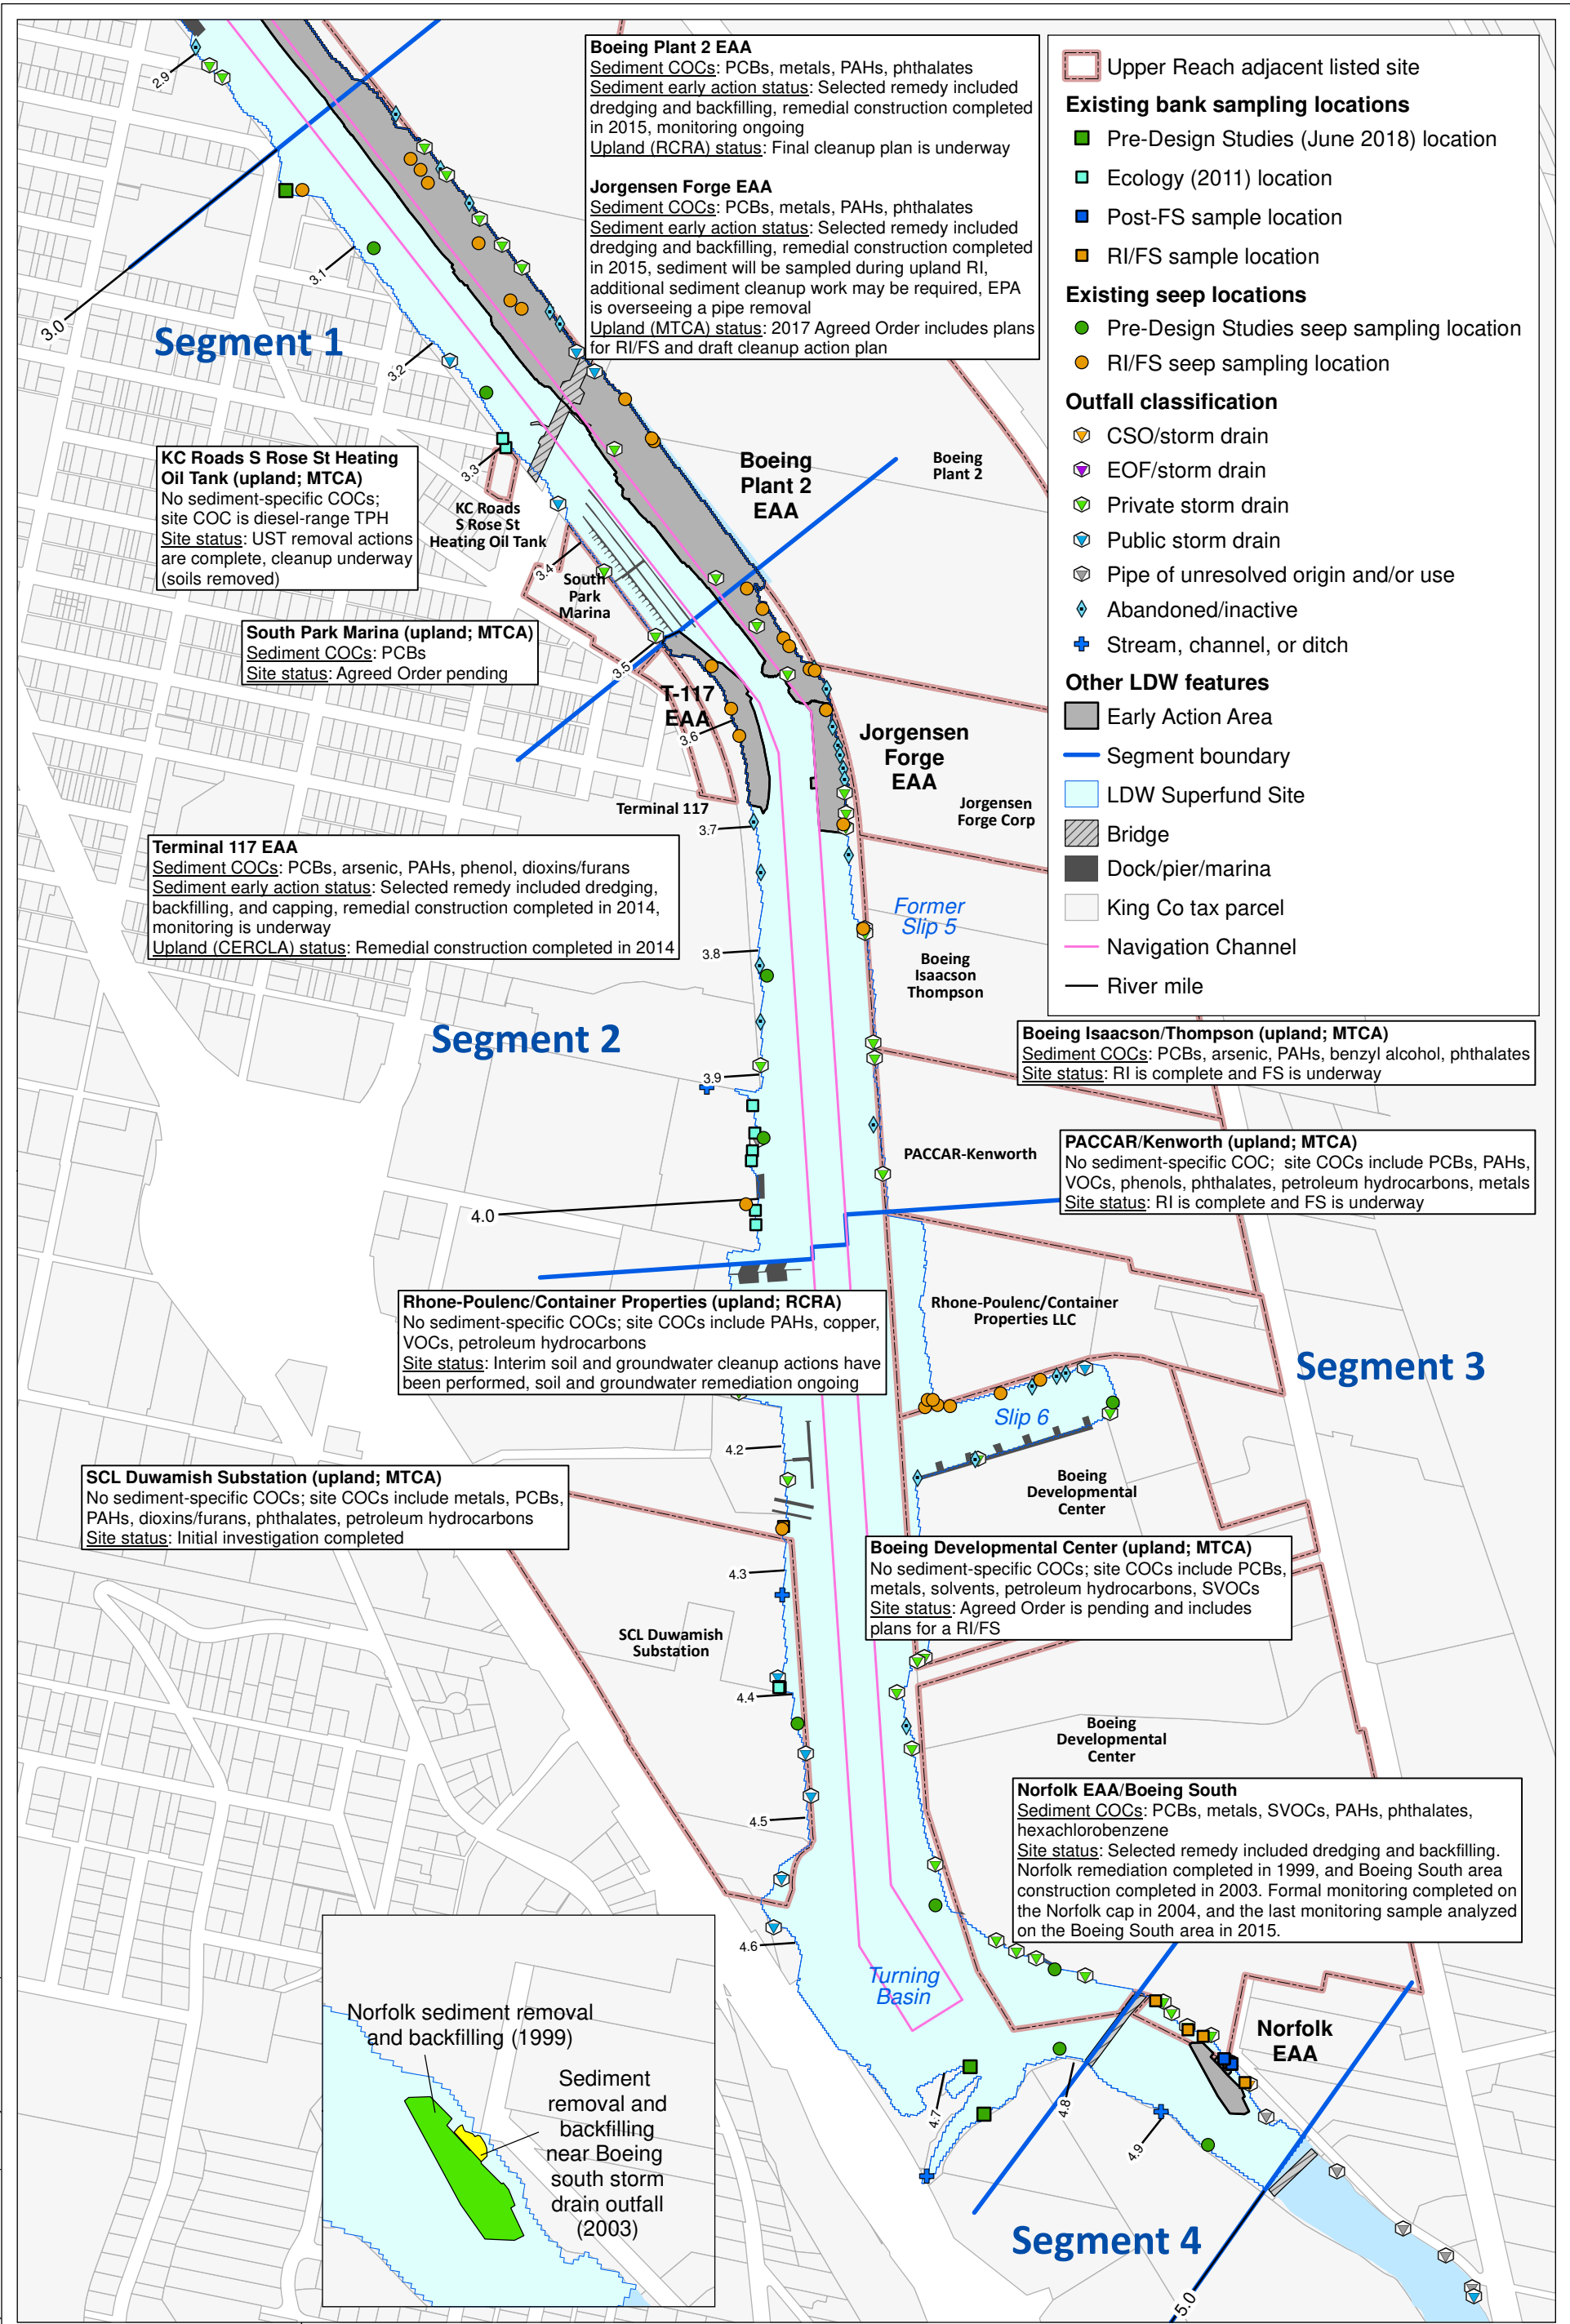 Boeing Plant 2 EAA
Sediment COCs: PCBs, metals, PAHs, phthalates
Sediment early action status: Selected remedy included
dredging and backfilling, remedial construction completed
in 2015, monitoring ongoing
Upland (RCRA) status: Final cleanup plan is underway
Jorgensen Forge EAA
Sediment COCs: PCBs, metals, PAHs, phthalates
Sediment early action status: Selected remedy included
dredging and backfilling, remedial construction completed
in 2015, sediment will be sampled during upland RI,
additional sediment cleanup work may be required, EPA
is overseeing a pipe removal
Upland (MTCA) status: 2017 Agreed Order includes plans
for RI/FS and draft cleanup action plan
Upper Reach adjacent listed site
Existing bank sampling locations
Pre-Design Studies (June 2018) location
Ecology (2011) location
Post-FS sample location
RI/FS sample location
Existing seep locations
Pre-Design Studies seep sampling location
RI/FS seep sampling location
Outfall classification
CSO/storm drain
EOF/storm drain
Private storm drain
Public storm drain
Pipe of unresolved origin and/or use
Abandoned/inactive
Stream, channel, or ditch
Other LDW features
Early Action Area
Segment boundary
LDW Superfund Site
Bridge
Dock/pier/marina
King Co tax parcel
Navigation Channel
River mile
2.9
3.0
3.1
Segment 1
3.2
3.3
KC Roads S Rose St Heating
Oil Tank (upland; MTCA)
No sediment-specific COCs;
site COC is diesel-range TPH
Site status: UST removal actions
are complete, cleanup underway
(soils removed)
KC Roads
S Rose St
Heating Oil Tank
Boeing
Plant 2
EAA
Boeing
Plant 2
3.4
South
Park
Marina
South Park Marina (upland; MTCA)
Sediment COCs: PCBs
Site status: Agreed Order pending
3.5
T-117
EAA
3.6
Jorgensen
Forge
EAA
Jorgensen
Forge Corp
Terminal 117
3.7
Terminal 117 EAA
Sediment COCs: PCBs, arsenic, PAHs, phenol, dioxins/furans
Sediment early action status: Selected remedy included dredging,
backfilling, and capping, remedial construction completed in 2014,
monitoring is underway
Upland (CERCLA) status: Remedial construction completed in 2014
Former
Slip 5
3.8
Boeing
Isaacson
Thompson
Segment 2
3.9
Boeing Isaacson/Thompson (upland; MTCA)
Sediment COCs: PCBs, arsenic, PAHs, benzyl alcohol, phthalates
Site status: RI is complete and FS is underway
PACCAR-Kenworth
PACCAR/Kenworth (upland; MTCA)
No sediment-specific COC; site COCs include PCBs, PAHs,
VOCs, phenols, phthalates, petroleum hydrocarbons, metals
Site status: RI is complete and FS is underway
4.0
Rhone-Poulenc/Container Properties (upland; RCRA)
No sediment-specific COCs; site COCs include PAHs, copper,
VOCs, petroleum hydrocarbons
Site status: Interim soil and groundwater cleanup actions have
been performed, soil and groundwater remediation ongoing
Rhone-Poulenc/Container
Properties LLC
Segment 3
Slip 6
4.2
SCL Duwamish Substation (upland; MTCA)
No sediment-specific COCs; site COCs include metals, PCBs,
PAHs, dioxins/furans, phthalates, petroleum hydrocarbons
Site status: Initial investigation completed
Boeing
Developmental
Center
Boeing Developmental Center (upland; MTCA)
No sediment-specific COCs; site COCs include PCBs,
metals, solvents, petroleum hydrocarbons, SVOCs
Site status: Agreed Order is pending and includes
plans for a RI/FS
4.3
SCL Duwamish
Substation
4.4
Boeing
Developmental
Center
Norfolk EAA/Boeing South
Sediment COCs: PCBs, metals, SVOCs, PAHs, phthalates,
hexachlorobenzene
Site status: Selected remedy included dredging and backfilling.
Norfolk remediation completed in 1999, and Boeing South area
construction completed in 2003. Formal monitoring completed on
the Norfolk cap in 2004, and the last monitoring sample analyzed
on the Boeing South area in 2015.
4.5
4.6
Turning
Basin
Norfolk sediment removal
and backfilling (1999)
Sediment
removal and
backfilling
near Boeing
south storm
drain outfall
(2003)
Norfolk
EAA
4.7
4.8
4.9
Segment 4
5.0